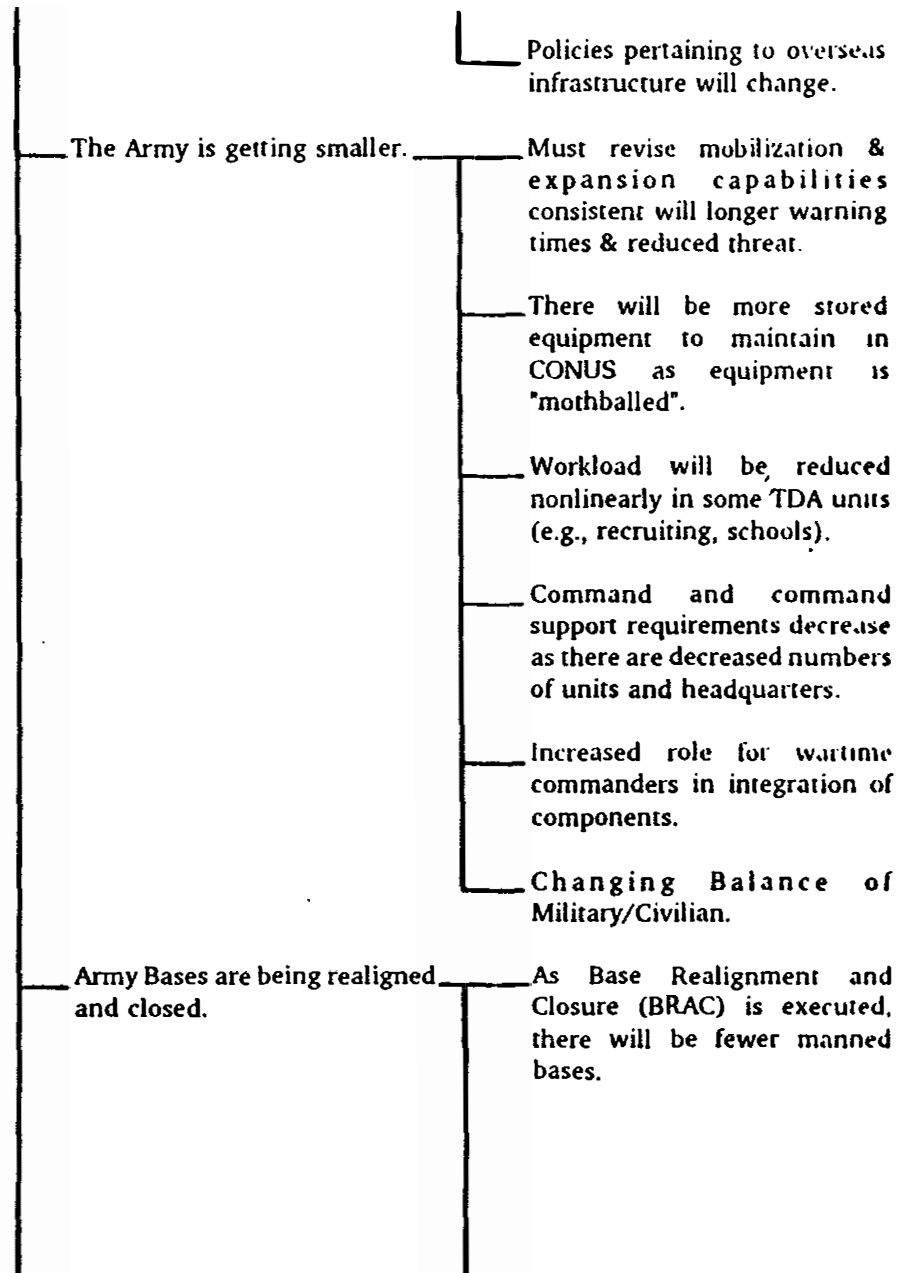 Policies pertaining to overseas
infrastructure will change.
The Army is getting smaller.
Must revise mobilization &
expansion capabilities
consistent will longer warning
times & reduced threat.
There will be more stored
equipment to maintain in
CONUS as equipment is
"mothballed".
Workload will be reduced
nonlinearly in some TDA units
(e.g., recruiting, schools).
Command and command
support requirements decrease
as there are decreased numbers
of units and headquarters.
Increased role for wartime
commanders in integration of
components.
Changing Balance of
Military/Civilian.
Army Bases are being realigned
and closed.
As Base Realignment and
Closure (BRAC) is executed,
there will be fewer manned
bases.